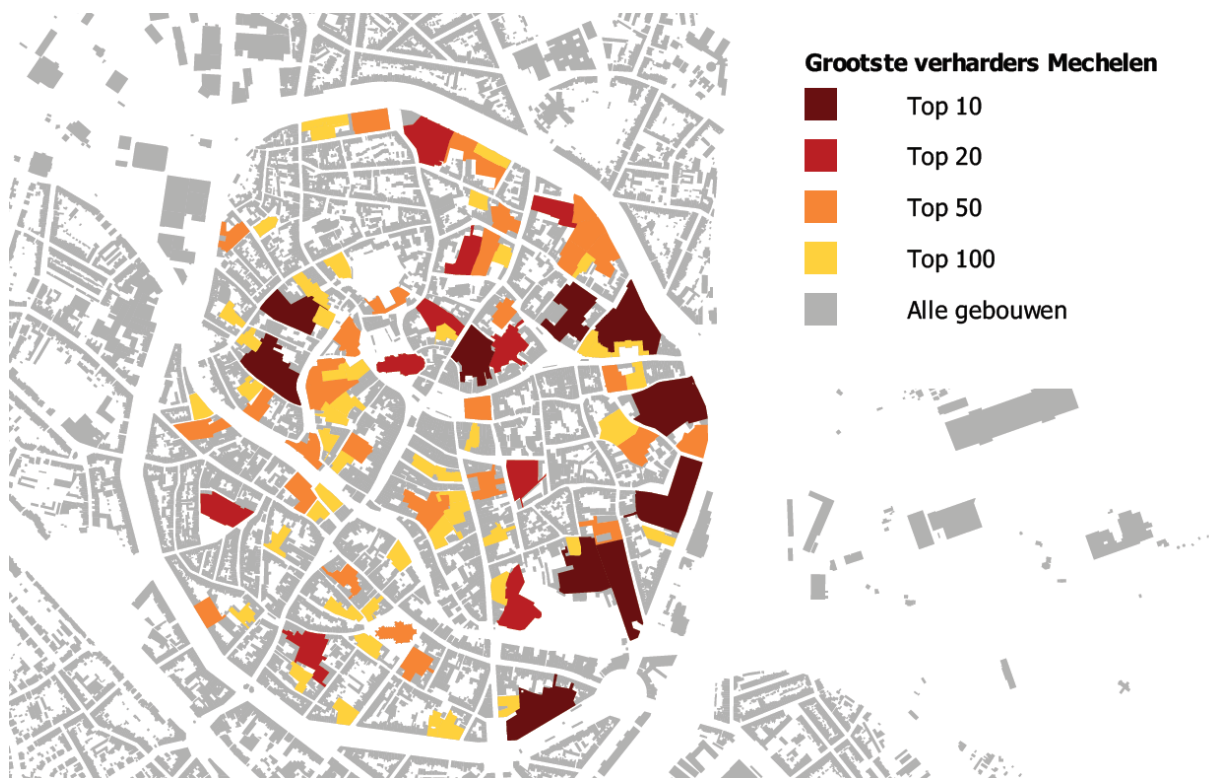 Grootste verharders Mechelen
Top 10
Top 20
Top 50
Top 100
Alle gebouwen